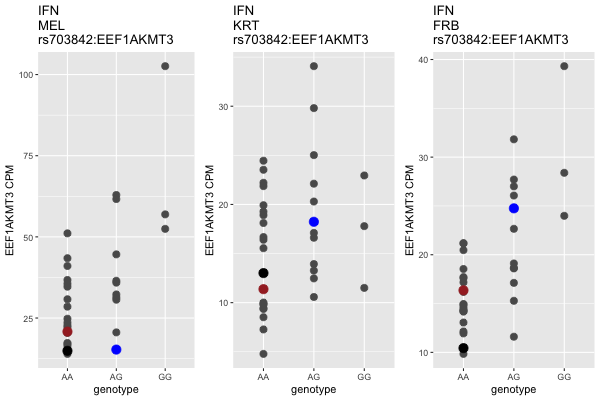 IFN
MEL
rs703842:EEF1AKMT3
EEF1AKMT3 CPM
100
75
50
25
AA AG GG
genotype
IFN
KRT
rs703842:EEF1AKMT3
EEF1AKMT3 CPM
30
20
10
AA AG GG
genotype
IFN
FRB
rs703842:EEF1AKMT3
EEF1AKMT3 CPM
40
30
20
10
AA AG GG
genotype